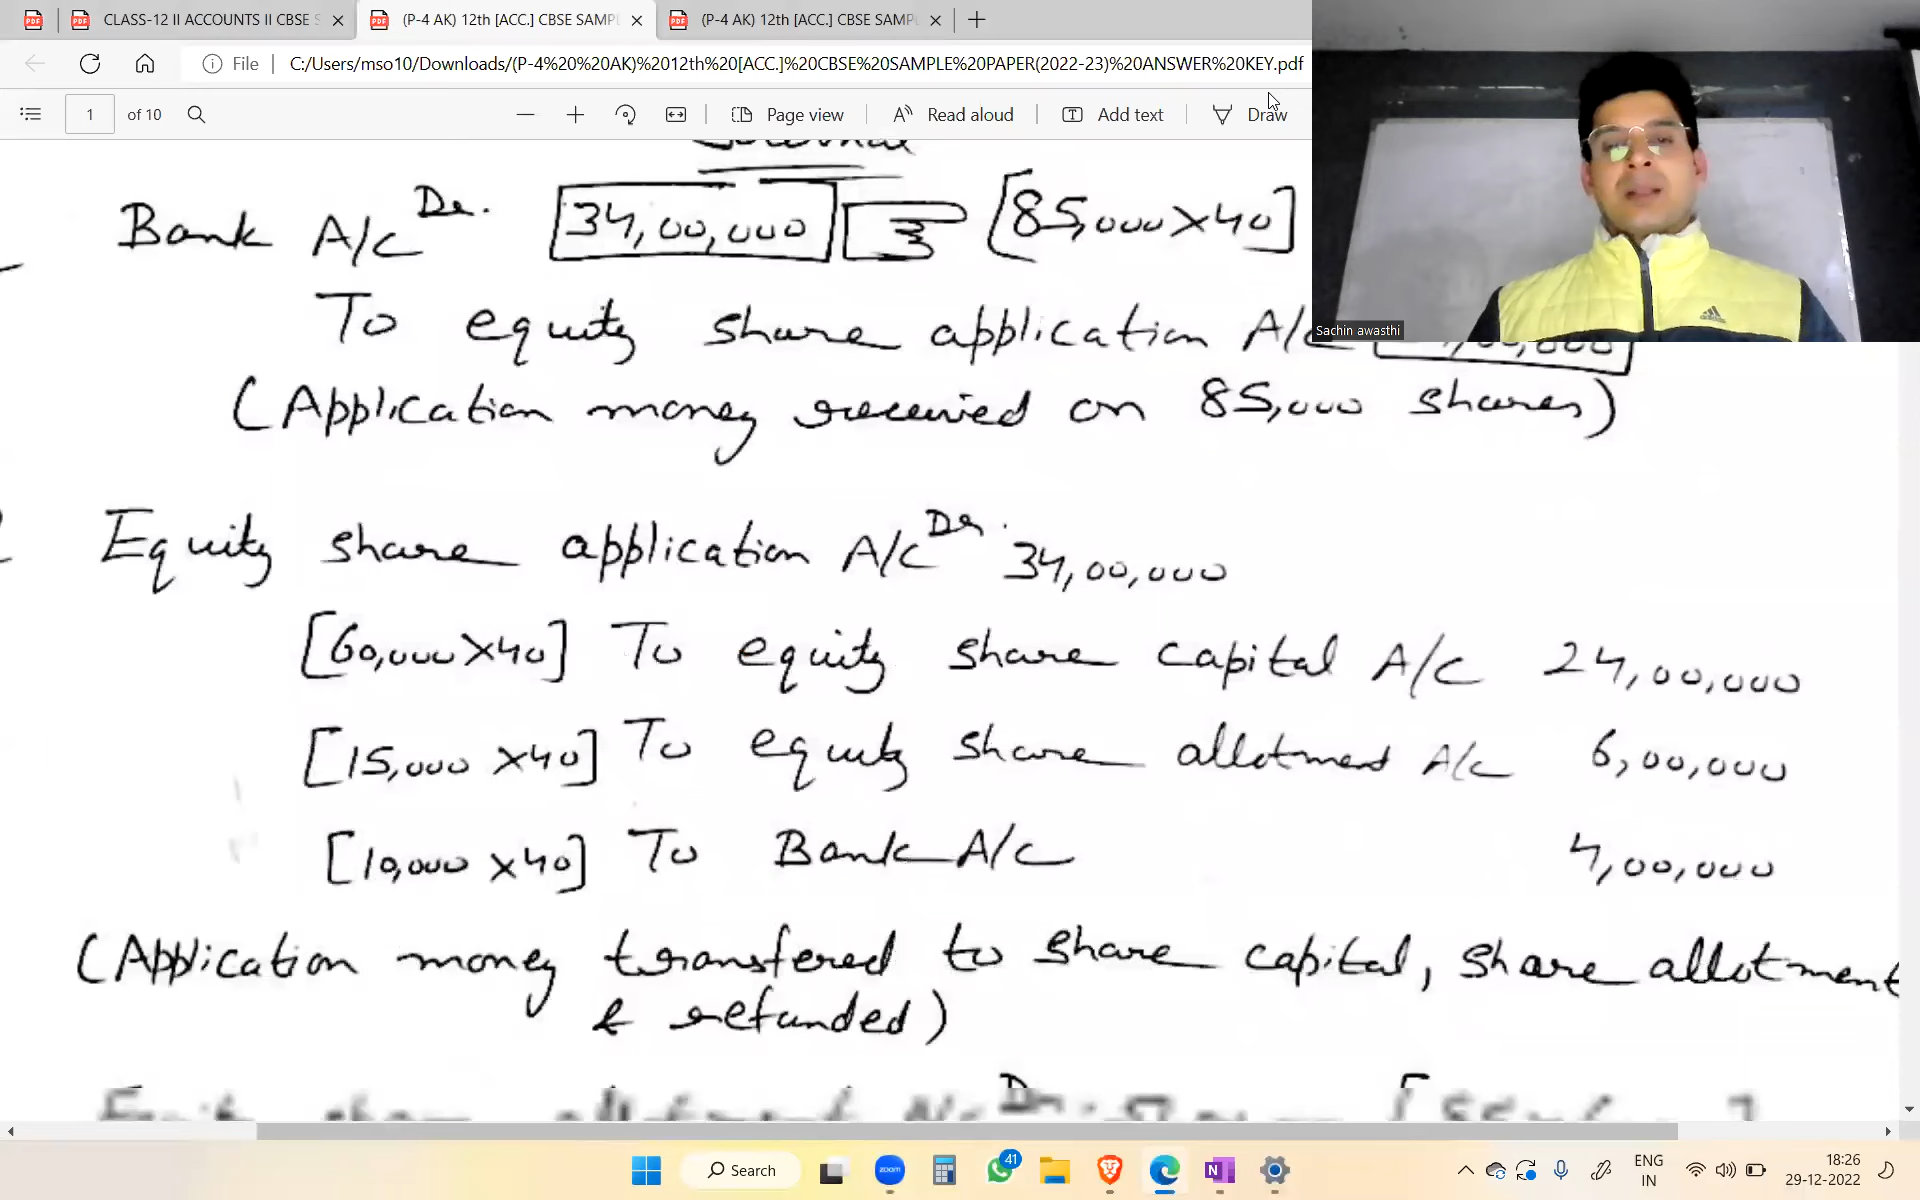 CLASS-12 II ACCOUNTS II CBSE S
(P-4 AK) 12th [ACC.] CBSE SAMPL
(P-4 AK) 12th [ACC.] CBSE SAMPL
File C:/Users/mso10/Downloads/(P-4%20%20AK)%2012th%20[ACC.]%20CBSE%20SAMPLE%20PAPER(2022-23)%20ANSWER%20KEY.pdf
1 of 10 Page view Read aloud Add text Draw
Bank A/c Dr. 34,00,000 [85,000X40]
To equity share application A/c
Sachin awasthi
(Application money received on 85,000 shares)
Equity share application A/c Dr. 34,00,000
[60,000X40] To equity share capital A/c 24,00,000
[15,000 X40] To equity share allotment A/c 6,00,000
[10,000 X40] To Bank A/c 4,00,000
(Application money transfered to share capital, share allotment
& refunded)
zoom
Search
41
ENG
IN
18:26
29-12-2022